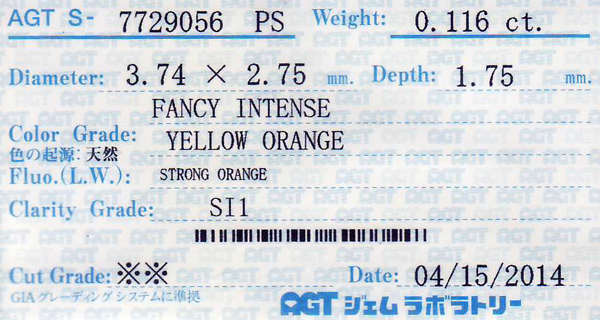 AGT S- 7729056 PS Weight: 0.116 ct.
Diameter: 3.74 × 2.75 mm. Depth: 1.75 mm.
FANCY INTENSE
Color Grade: YELLOW ORANGE
色の起源: 天然
Fluo.(L.W.): STRONG ORANGE
Clarity Grade: SI1
Cut Grade: ※※ Date: 04/15/2014
GIAグレーディングシステムに準拠
AGT ジェム ラボラトリー